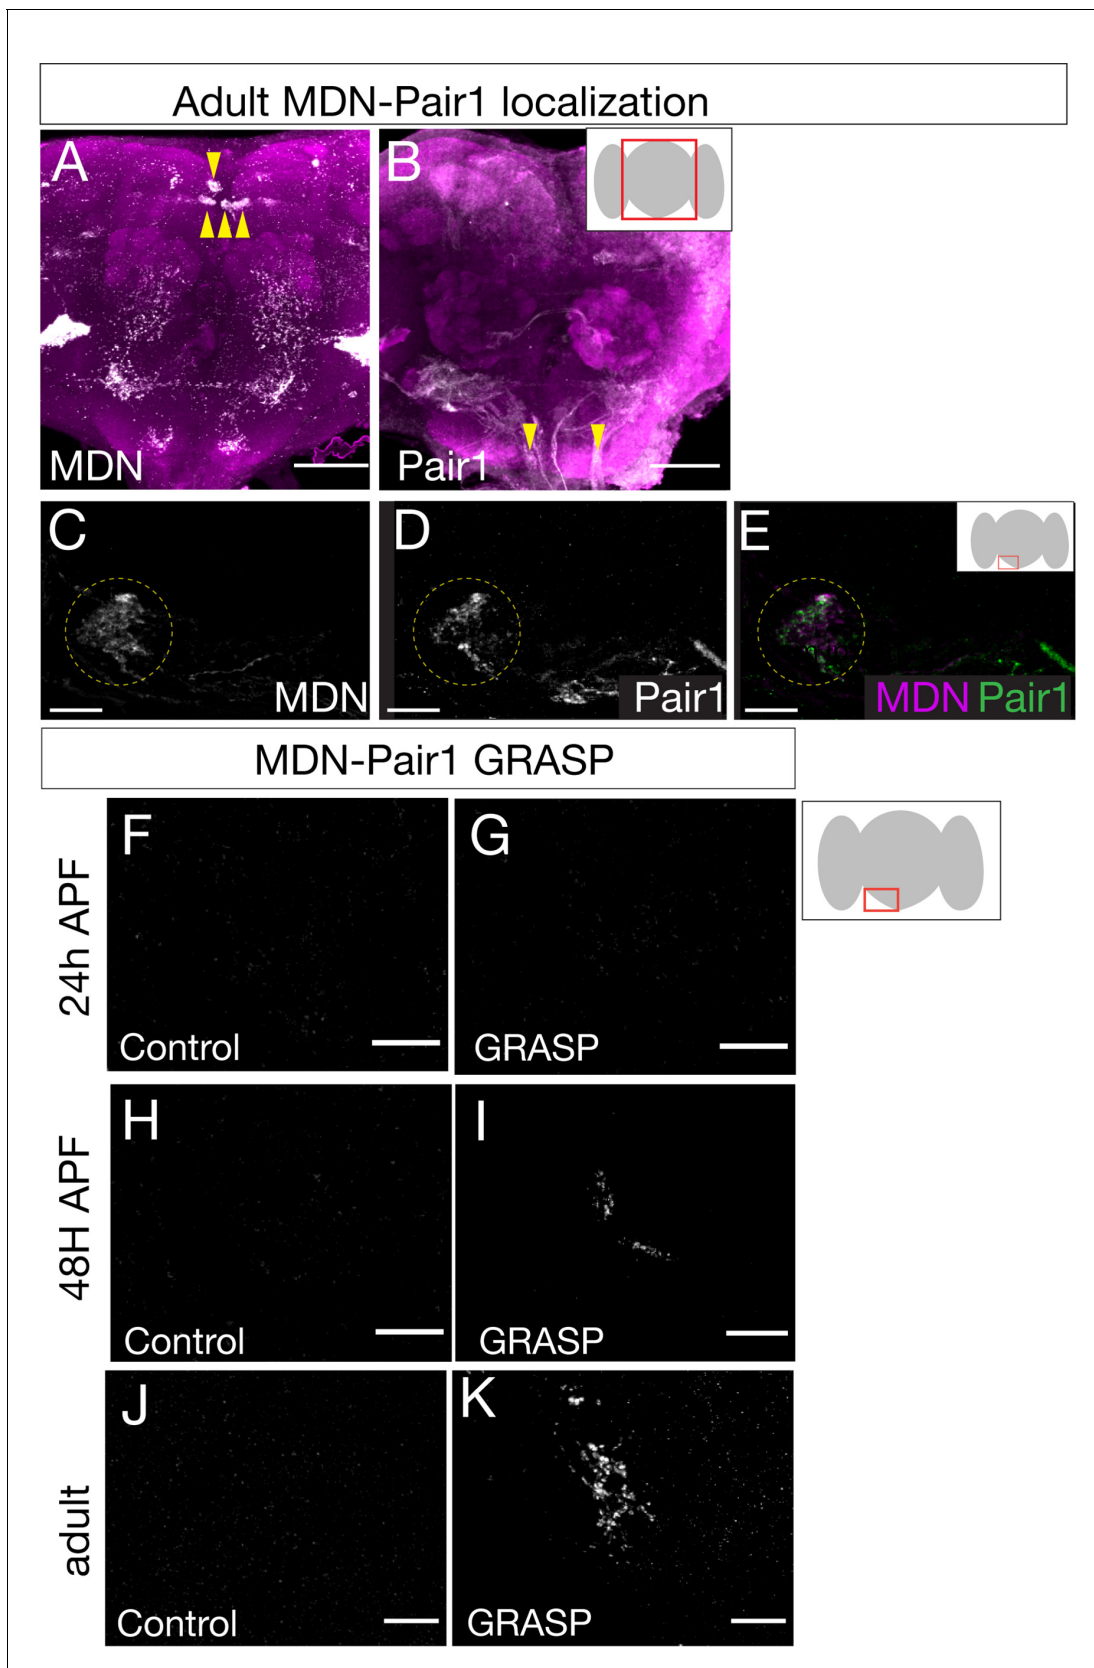 Adult MDN-Pair1 localization
A
MDN
B
Pair1
C
MDN
D
Pair1
E
MDN Pair1
MDN-Pair1 GRASP
24h APF
F
Control
G
GRASP
48H APF
H
Control
I
GRASP
adult
J
Control
K
GRASP